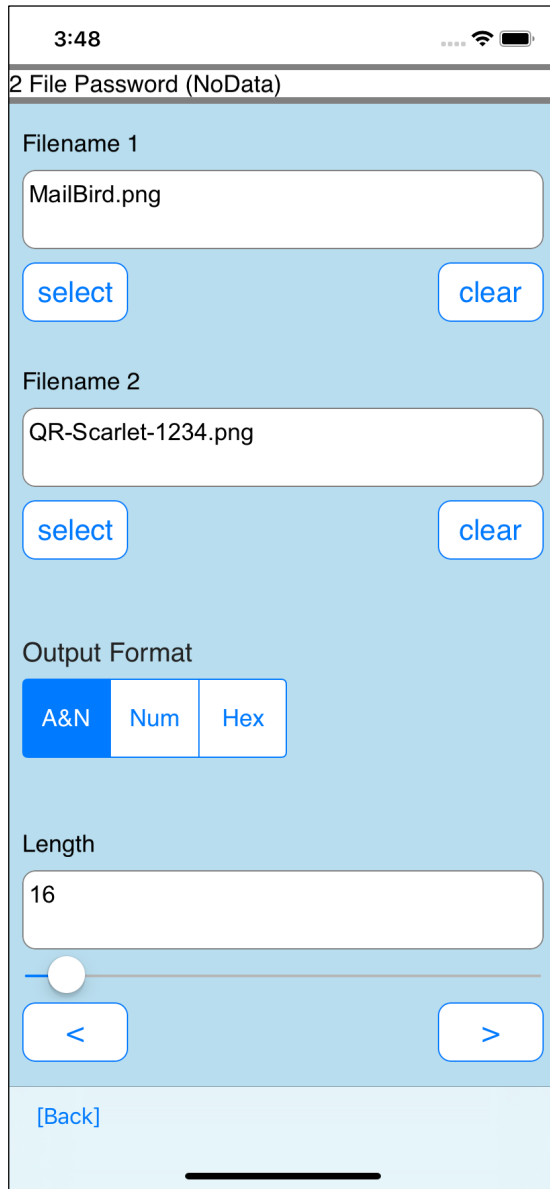 3:48
2 File Password (NoData)
Filename 1
MailBird.png
select clear
Filename 2
QR-Scarlet-1234.png
select clear
Output Format
A&N Num Hex
Length
16
< >
[Back]